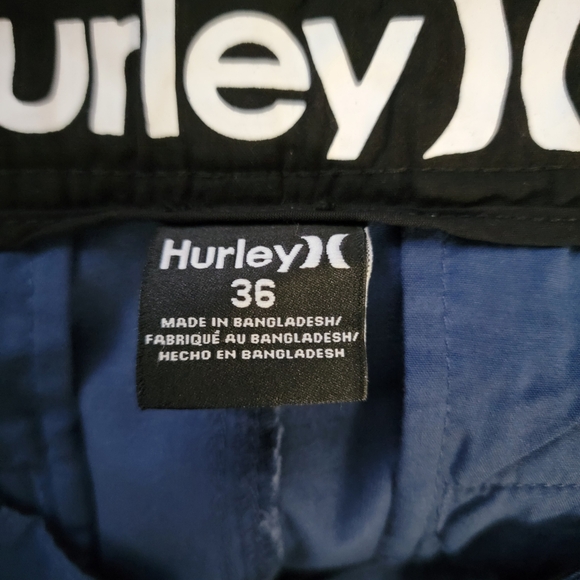 urley
Hurley
36
MADE IN BANGLADESH/
FABRIQUÉ AU BANGLADESH/
HECHO EN BANGLADESH